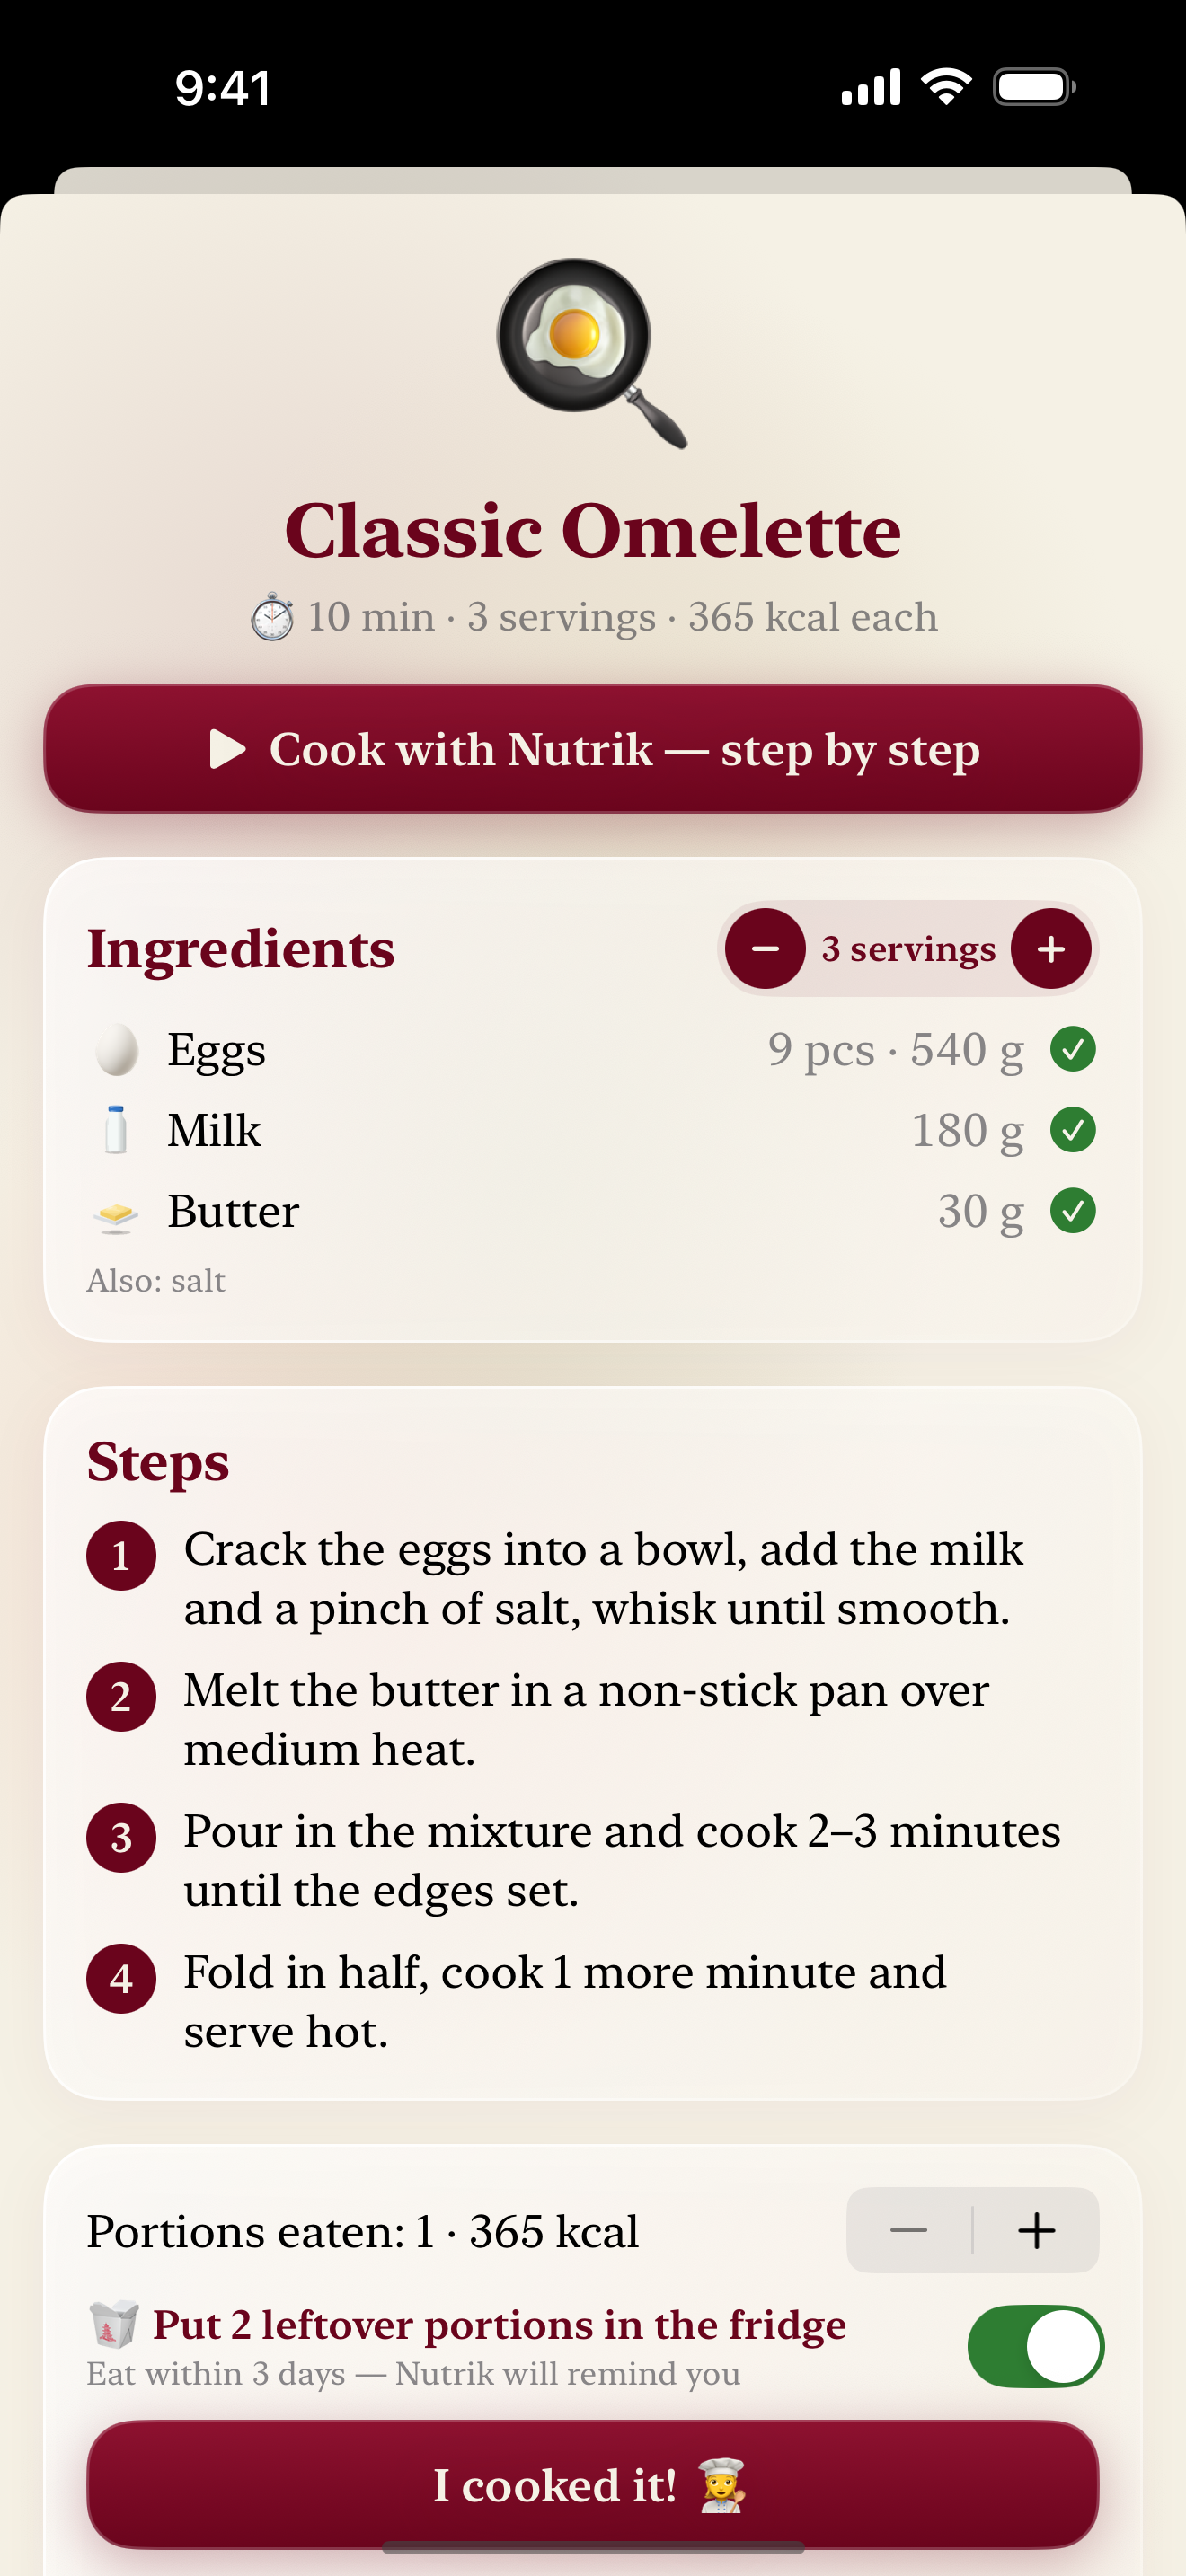 9:41
Classic Omelette
10 min · 3 servings · 365 kcal each
Cook with Nutrik — step by step
Ingredients
3 servings
Eggs 9 pcs · 540 g
Milk 180 g
Butter 30 g
Also: salt
Steps
1 Crack the eggs into a bowl, add the milk
and a pinch of salt, whisk until smooth.
2 Melt the butter in a non-stick pan over
medium heat.
3 Pour in the mixture and cook 2–3 minutes
until the edges set.
4 Fold in half, cook 1 more minute and
serve hot.
Portions eaten: 1 · 365 kcal
Put 2 leftover portions in the fridge
Eat within 3 days — Nutrik will remind you
I cooked it!